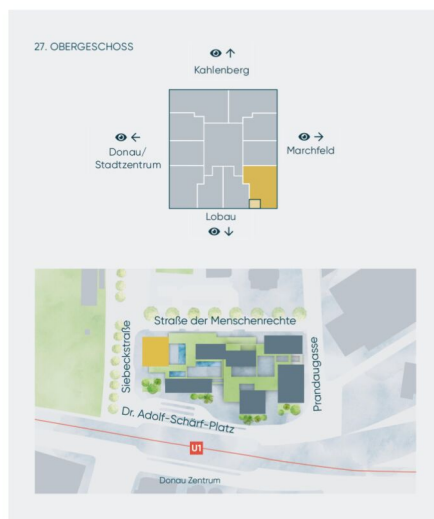 27. OBERGESCHOSS
Kahlenberg
Donau/
Stadtzentrum
Marchfeld
Lobau
Straße der Menschenrechte
Siebeckstraße
Prandaugasse
Dr. Adolf-Schärf-Platz
U1
Donau Zentrum